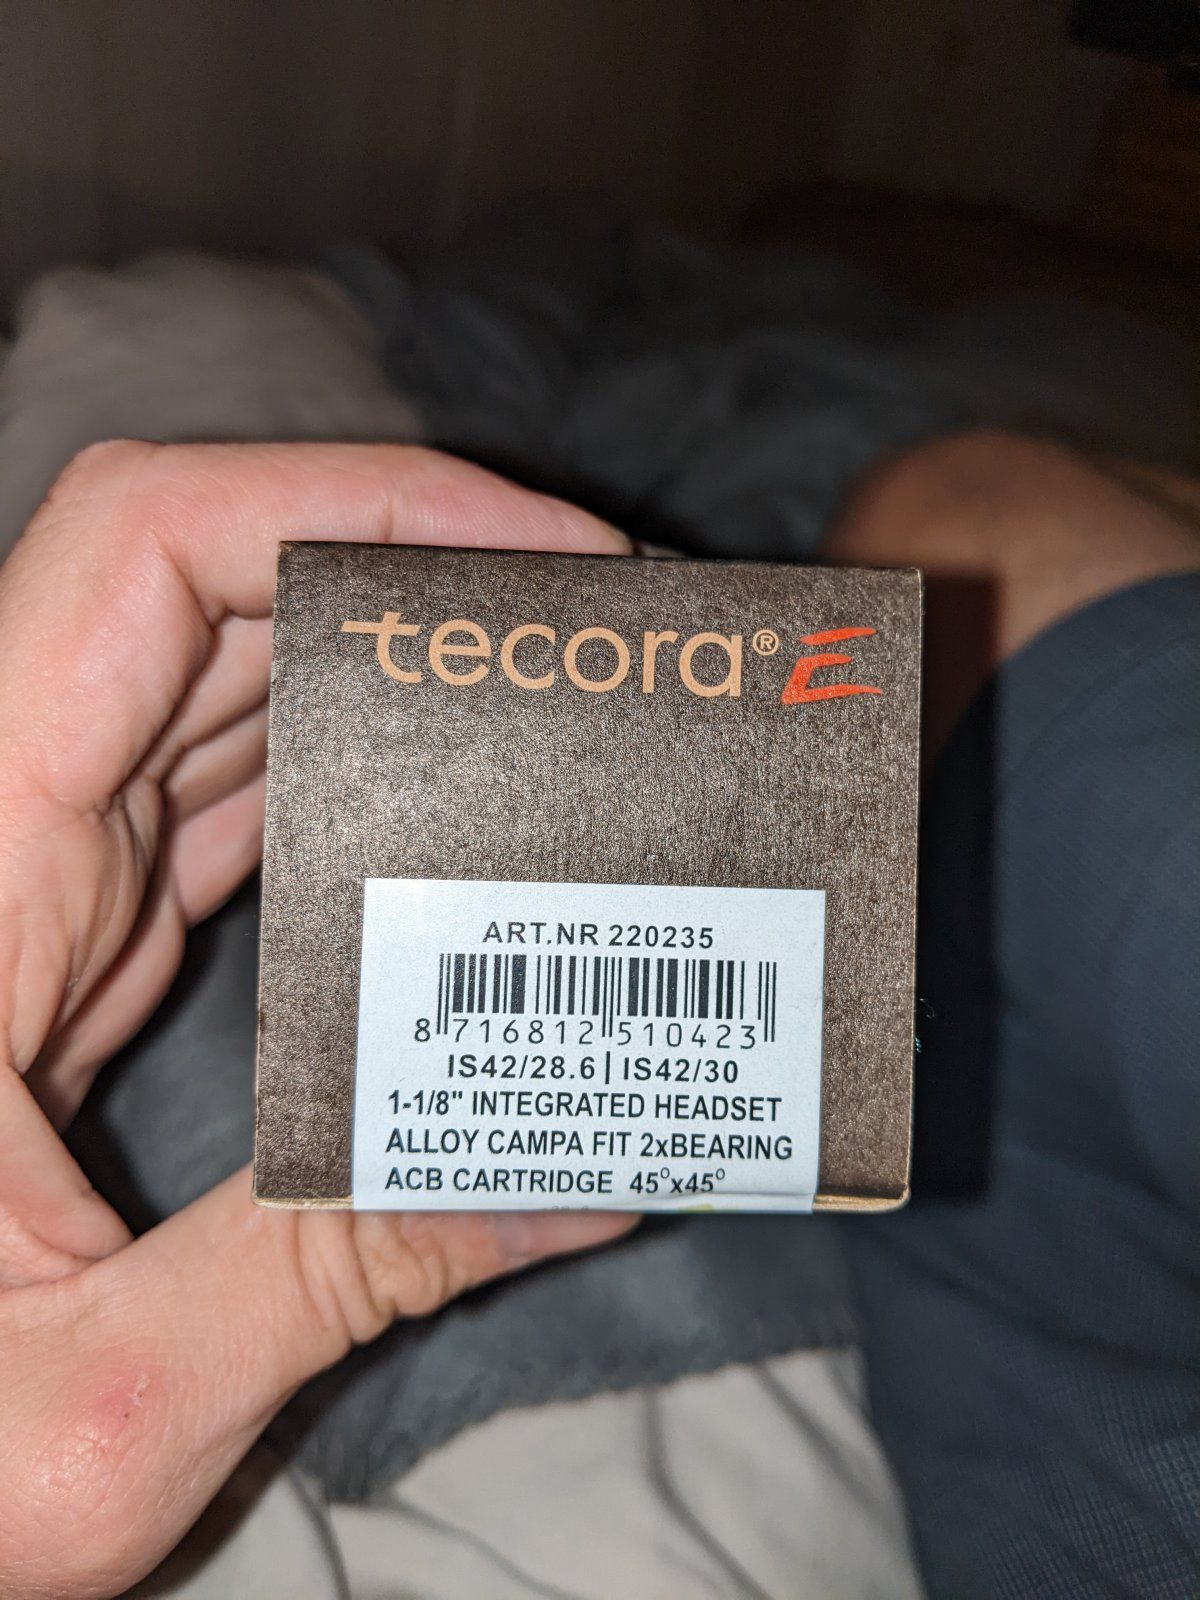 tecora® E
ART.NR 220235
8 716812 510423
IS42/28.6 | IS42/30
1-1/8" INTEGRATED HEADSET
ALLOY CAMPA FIT 2xBEARING
ACB CARTRIDGE 45°x45°